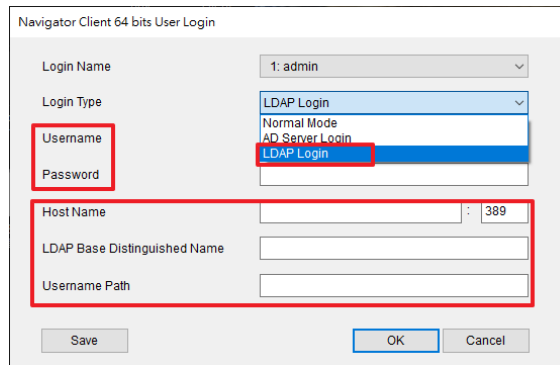 Navigator Client 64 bits User Login
Login Name 1: admin
Login Type LDAP Login
Normal Mode
Username AD Server Login
LDAP Login
Password
Host Name : 389
LDAP Base Distinguished Name
Username Path
Save OK Cancel